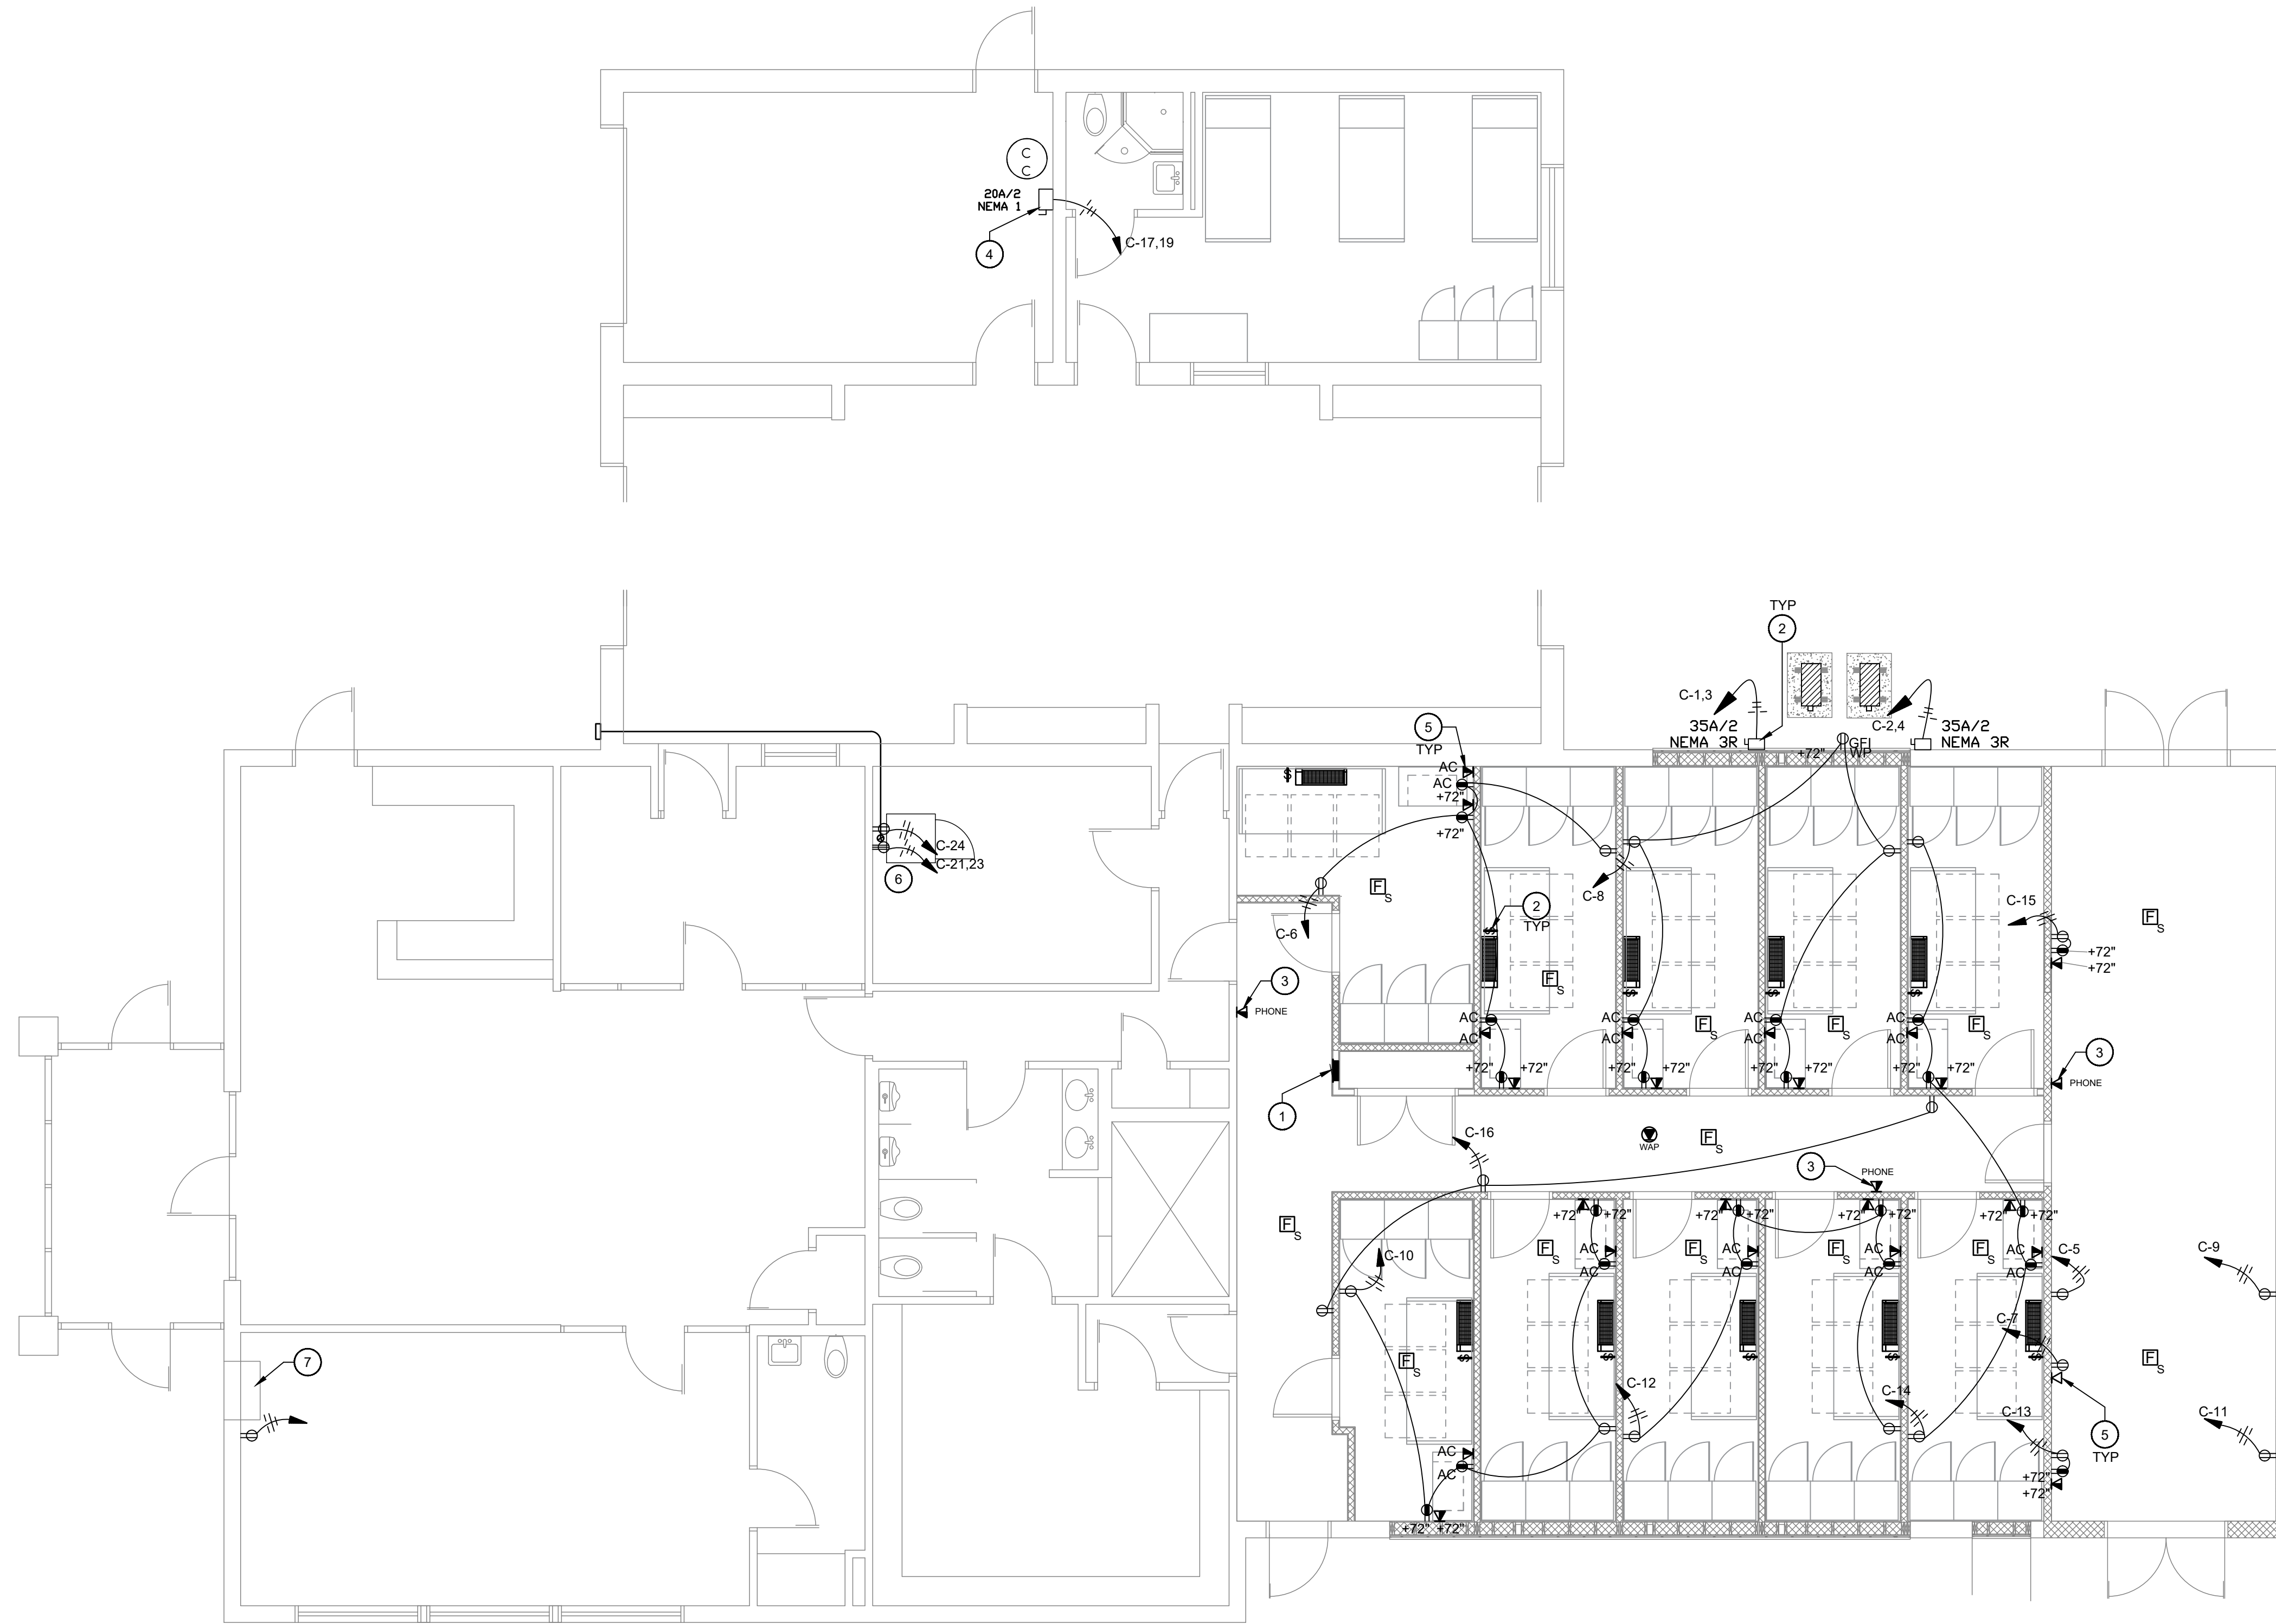 C
C
20A/2
NEMA 1
4
C-17,19
TYP
2
C-1,3
35A/2
NEMA 3R
C-2,4
35A/2
NEMA 3R
GFI
WP
+72"
5
TYP
AC
AC
+72"
+72"
$
C-24
C-21,23
6
F
S
C-8
2
TYP
$
C-6
C-15
F
S
+72"
+72"
F
S
3
PHONE
$
$
$
AC
AC
AC
AC
AC
AC
AC
AC
F
S
F
S
F
S
+72"
+72"
+72"
+72"
+72"
+72"
+72"
+72"
3
PHONE
1
C-16
WAP
F
S
3
PHONE
F
S
+72"
+72"
+72"
+72"
+72"
+72"
+72"
+72"
C-10
F
S
F
S
F
S
F
S
AC
AC
AC
AC
AC
AC
AC
AC
C-5
C-9
C-7
7
F
S
$
$
$
$
$
F
S
C-12
C-14
C-13
C-11
5
TYP
AC
AC
+72"
+72"
+72"
+72"